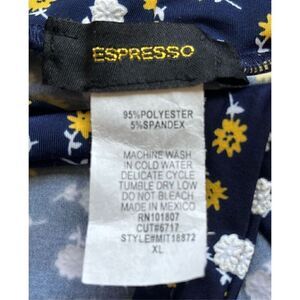 ESPRESSO
95%POLYESTER
5%SPANDEX
MACHINE WASH
IN COLD WATER
DELICATE CYCLE
TUMBLE DRY LOW
DO NOT BLEACH
MADE IN MEXICO
RN101807
CUT#6717
STYLE#MIT18872
XL